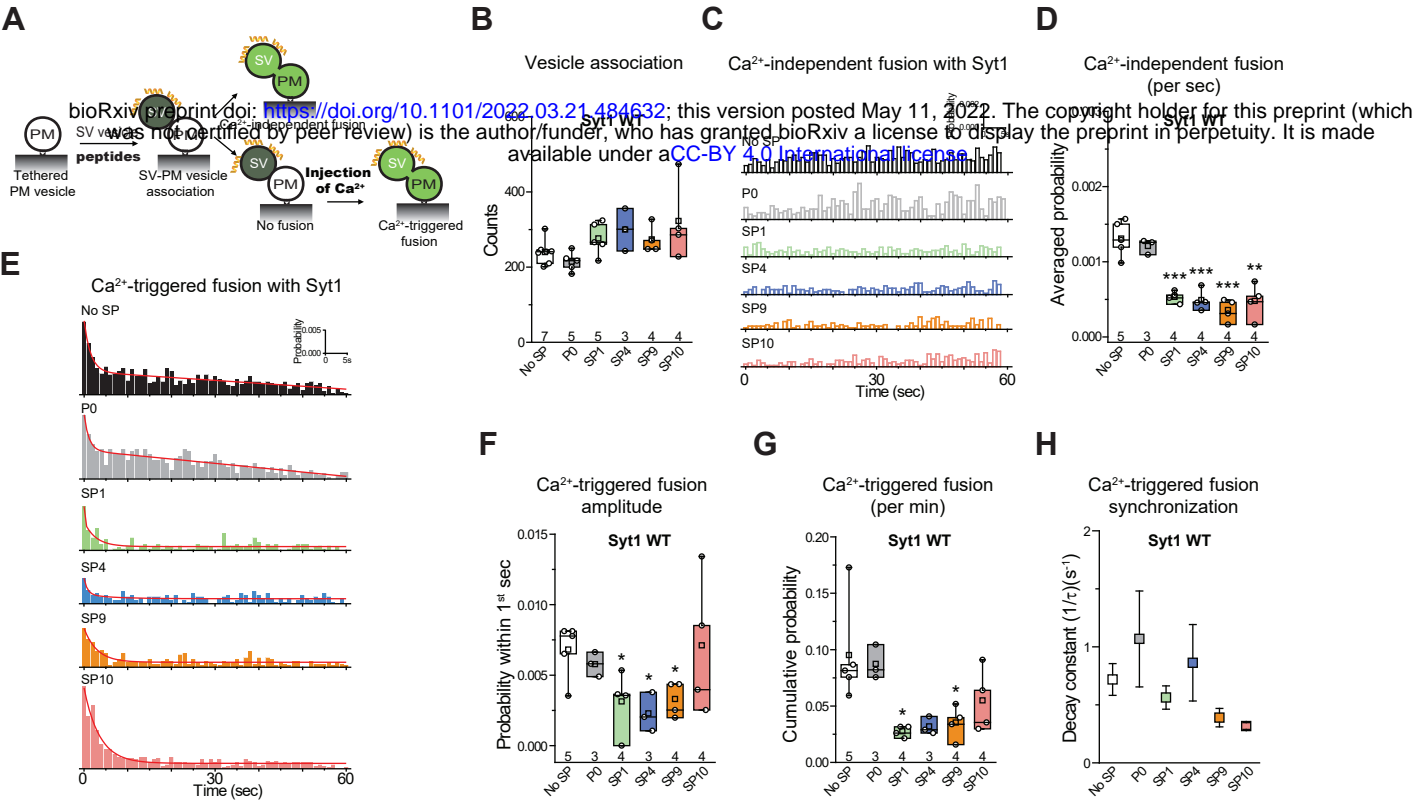 A
SV
PM
SV
PM
PM
SV vesicle
peptides
Tethered
PM vesicle
SV-PM vesicle
association
Ca²⁺-independent fusion
SV
PM
No fusion
Injection
of Ca²⁺
SV
PM
Ca²⁺-triggered
fusion
bioRxiv preprint doi: https://doi.org/10.1101/2022.03.21.484632; this version posted May 11, 2022. The copyright holder for this preprint (which
was not certified by peer review) is the author/funder, who has granted bioRxiv a license to display the preprint in perpetuity. It is made
available under aCC-BY 4.0 International license.
B
Vesicle association
Syt1 WT
Counts
600
400
200
0
7 5 5 3 4 4
No SP P0 SP1 SP4 SP9 SP10
C
Ca²⁺-independent fusion with Syt1
No SP
P0
SP1
SP4
SP9
SP10
0 30 60
Time (sec)
D
Ca²⁺-independent fusion
(per sec)
Syt1 WT
Averaged probability
0.003
0.002
0.001
0.000
*** *** *** **
5 3 4 4 4 4
No SP P0 SP1 SP4 SP9 SP10
E
Ca²⁺-triggered fusion with Syt1
No SP
Probability
0.005
0.000
0 5s
P0
SP1
SP4
SP9
SP10
0 30 60
Time (sec)
F
Ca²⁺-triggered fusion
amplitude
Syt1 WT
Probability within 1ˢᵗ sec
0.015
0.010
0.005
0.000
* * *
5 3 4 3 4 4
No SP P0 SP1 SP4 SP9 SP10
G
Ca²⁺-triggered fusion
(per min)
Syt1 WT
Cumulative probability
0.20
0.15
0.10
0.05
0.00
* *
5 3 4 3 4 4
No SP P0 SP1 SP4 SP9 SP10
H
Ca²⁺-triggered fusion
synchronization
Syt1 WT
Decay constant (1/τ)(s⁻¹)
2
1
0
No SP P0 SP1 SP4 SP9 SP10